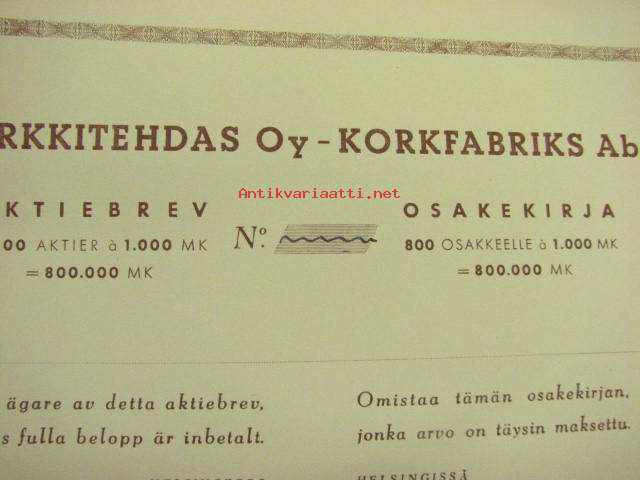 RKKITEHDAS Oy - KORKFABRIKS Ab
Antikvariaatti.net
KTIEBREV
00 AKTIER à 1.000 MK
= 800.000 MK
No.
OSAKEKIRJA
800 OSAKKEELLE à 1.000 MK
= 800.000 MK
ägare av detta aktiebrev,
s fulla belopp är inbetalt.
Omistaa tämän osakekirjan,
jonka arvo on täysin maksettu.
HELSINGISSÄ